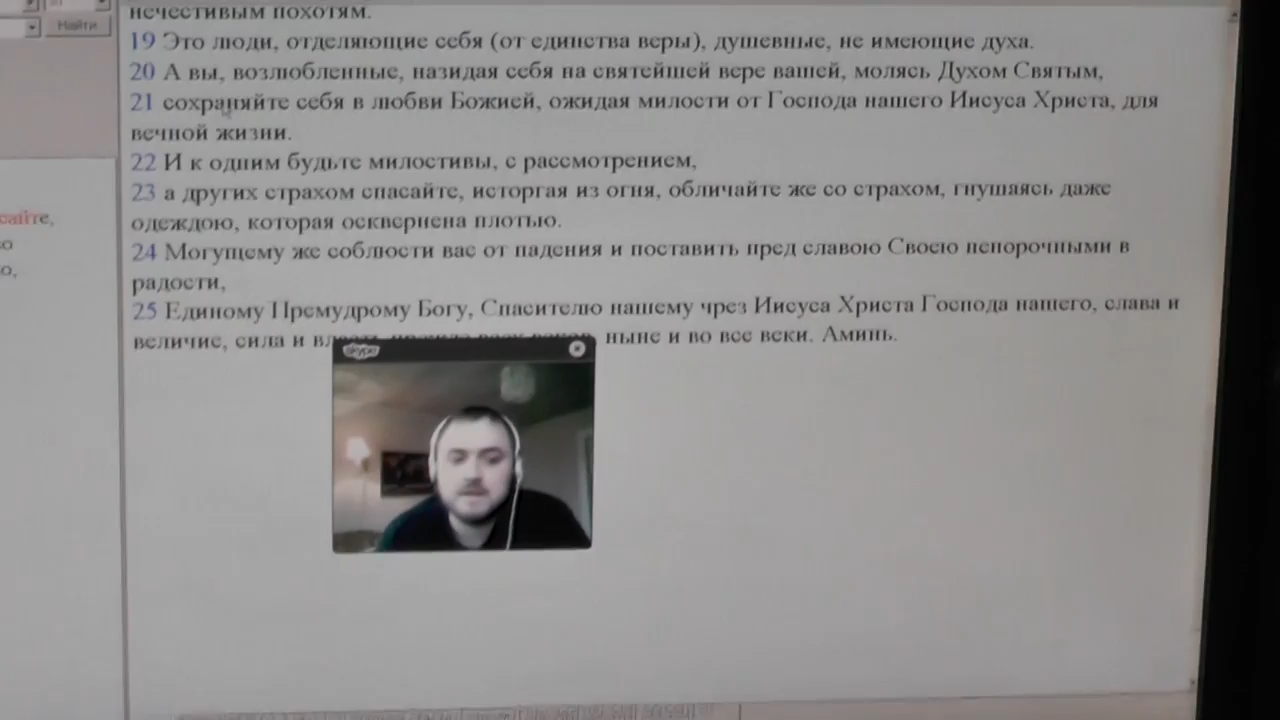 Найти
нечестивым похотям.
19 Это люди, отделяющие себя (от единства веры), душевные, не имеющие духа.
20 А вы, возлюбленные, назидая себя на святейшей вере вашей, молясь Духом Святым,
21 сохраняйте себя в любви Божией, ожидая милости от Господа нашего Иисуса Христа, для
вечной жизни.
22 И к одним будьте милостивы, с рассмотрением,
23 а других страхом спасайте, исторгая из огня, обличайте же со страхом, гнушаясь даже
одеждою, которая осквернена плотью.
24 Могущему же соблюсти вас от падения и поставить пред славою Своею непорочными в
радости,
25 Единому Премудрому Богу, Спасителю нашему чрез Иисуса Христа Господа нашего, слава и
величие, сила и ныне и во все веки. Аминь.
skype